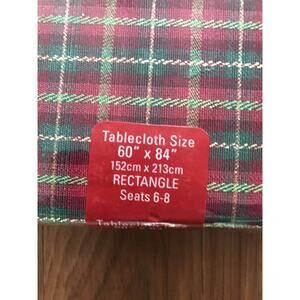 Tablecloth Size
60" x 84"
152cm x 213cm
RECTANGLE
Seats 6-8